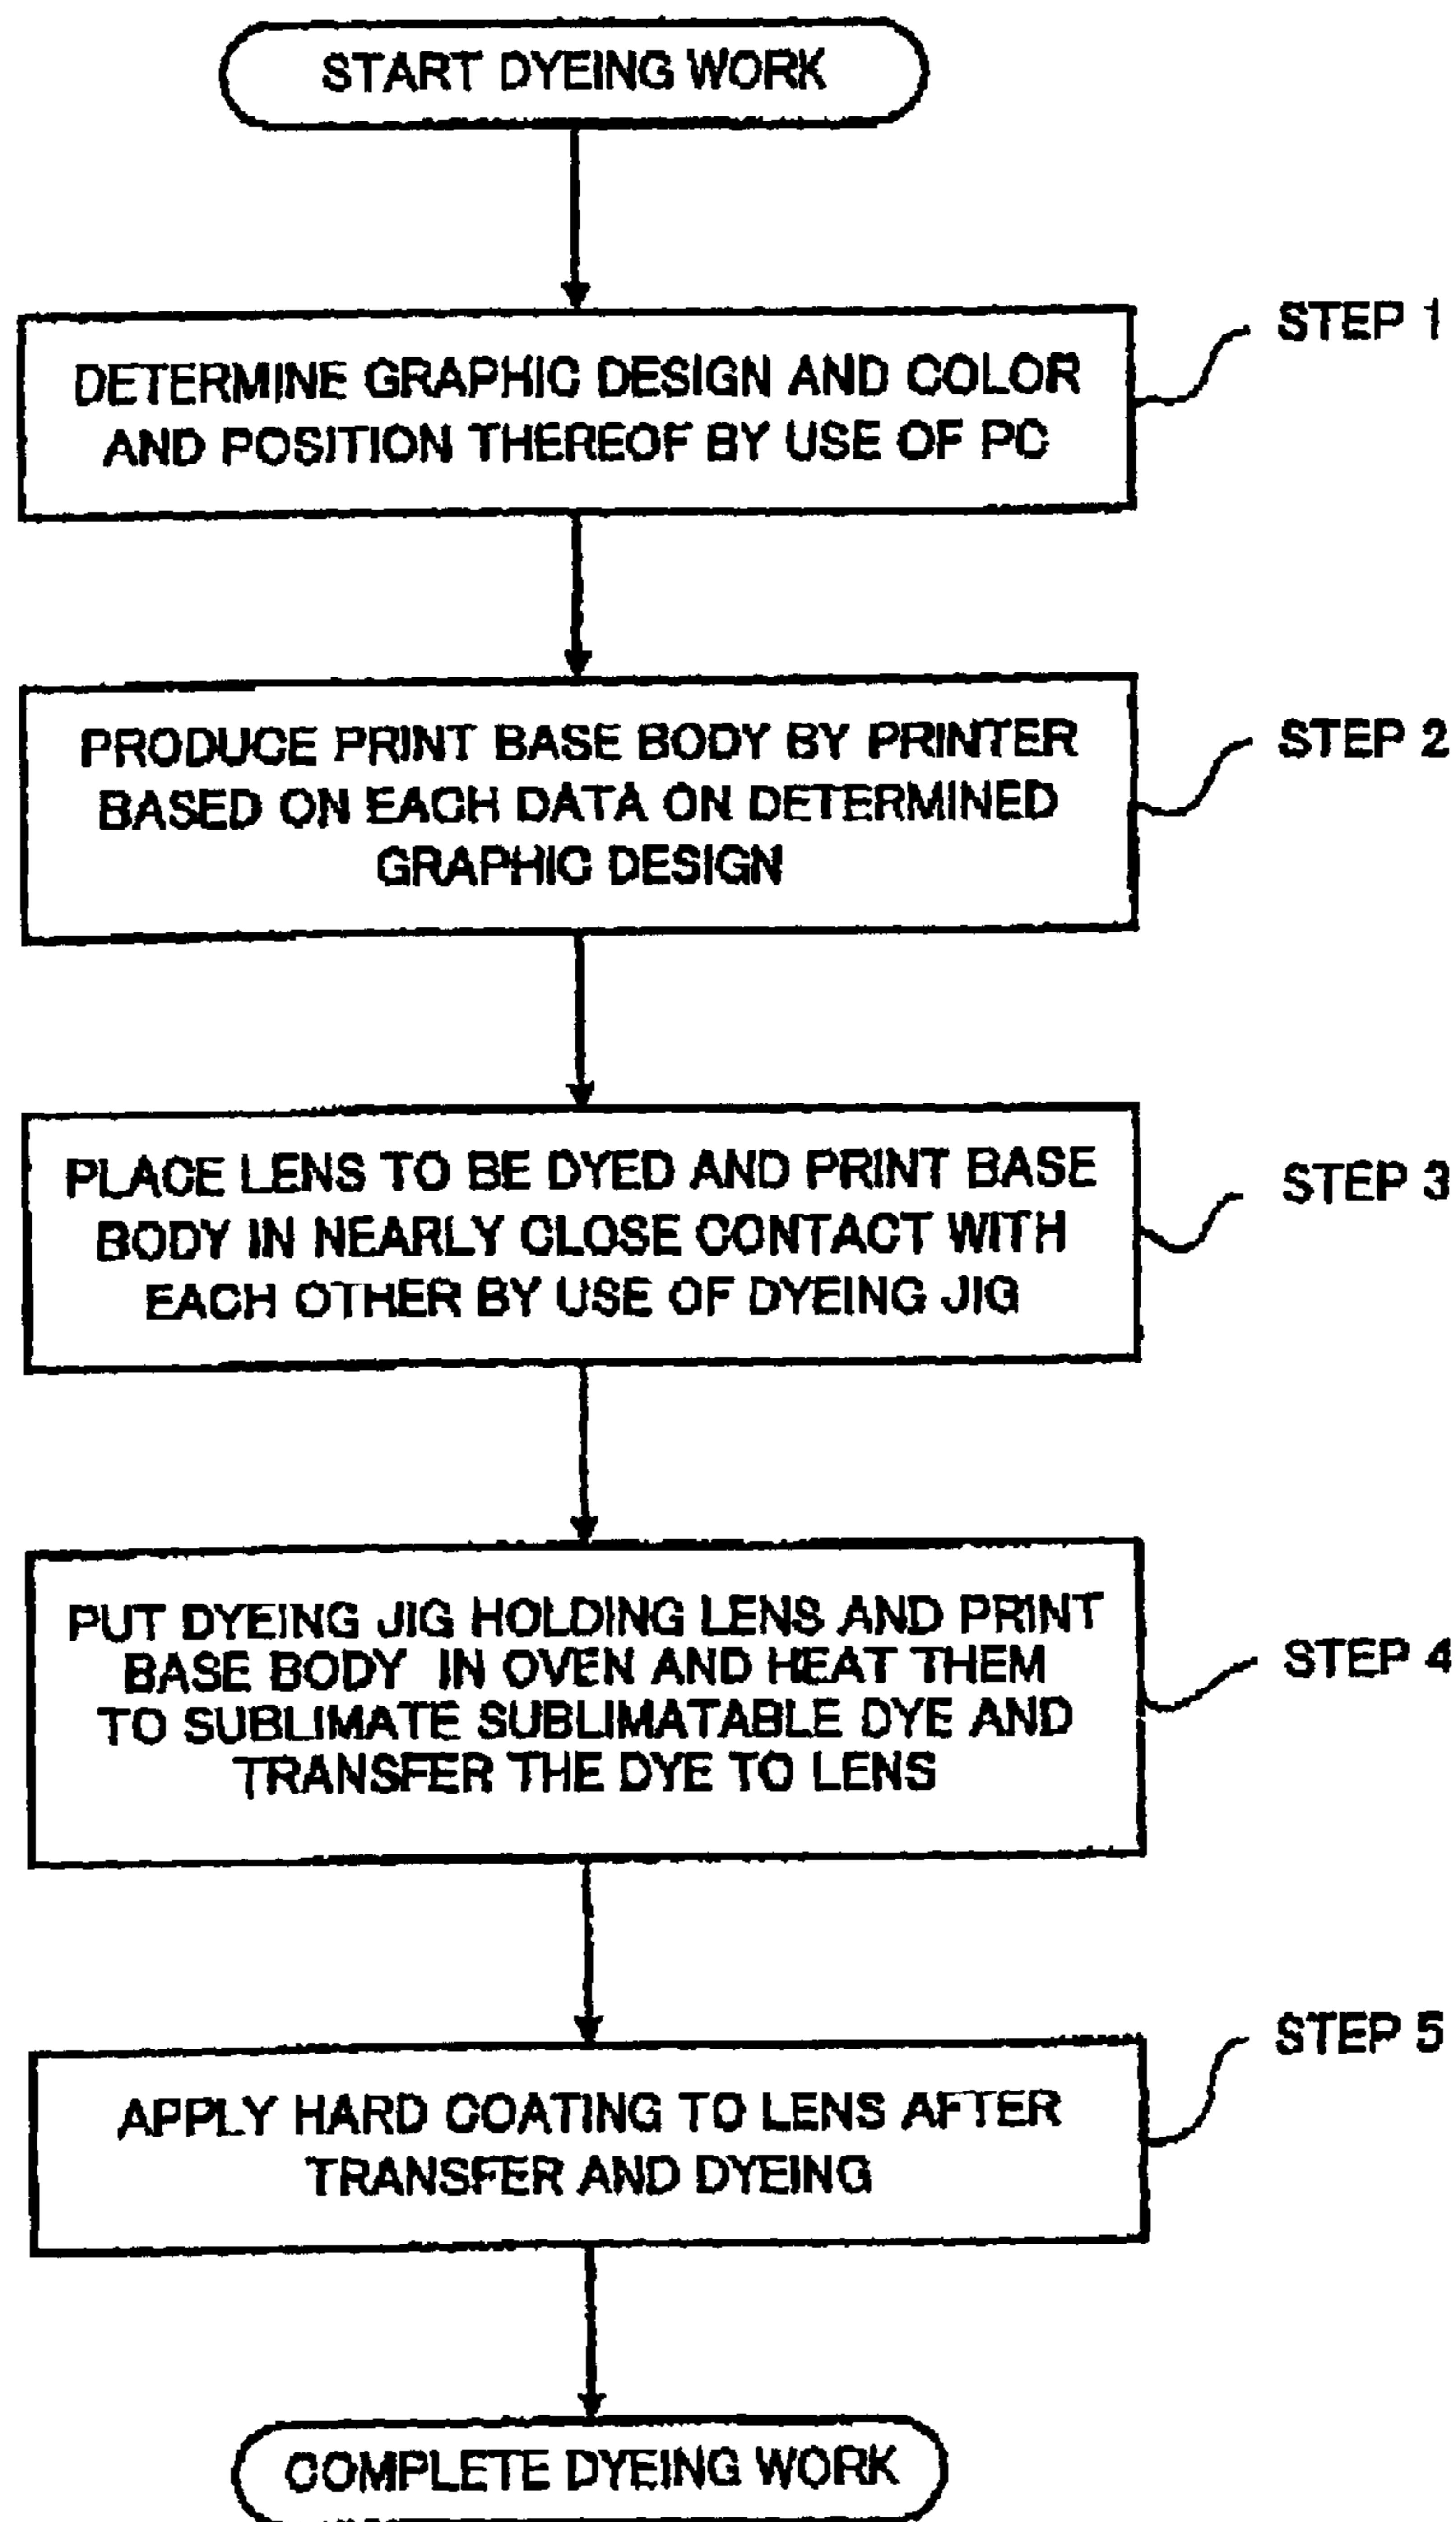 START DYEING WORK
STEP 1
DETERMINE GRAPHIC DESIGN AND COLOR
AND POSITION THEREOF BY USE OF PC
STEP 2
PRODUCE PRINT BASE BODY BY PRINTER
BASED ON EACH DATA ON DETERMINED
GRAPHIC DESIGN
STEP 3
PLACE LENS TO BE DYED AND PRINT BASE
BODY IN NEARLY CLOSE CONTACT WITH
EACH OTHER BY USE OF DYEING JIG
STEP 4
PUT DYEING JIG HOLDING LENS AND PRINT
BASE BODY IN OVEN AND HEAT THEM
TO SUBLIMATE SUBLIMATABLE DYE AND
TRANSFER THE DYE TO LENS
STEP 5
APPLY HARD COATING TO LENS AFTER
TRANSFER AND DYEING
COMPLETE DYEING WORK